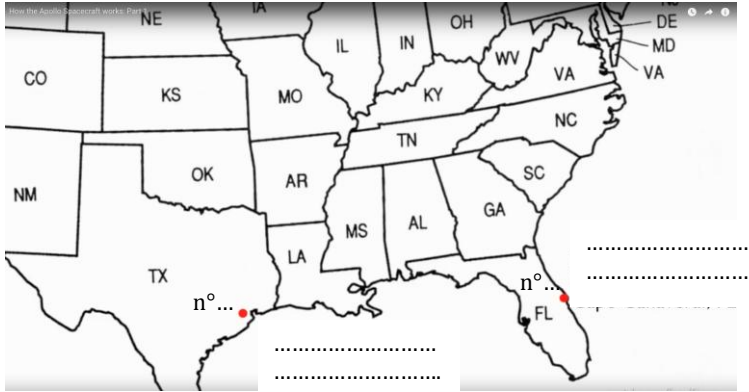 How the Apollo Spacecraft works: Part 1
NE
IA
IL
IN
OH
DE
MD
VA
WV
VA
CO
KS
MO
KY
NC
TN
OK
AR
SC
NM
MS
AL
GA
LA
TX
n°...
n°...
FL
...........................
...........................
...........................
...........................